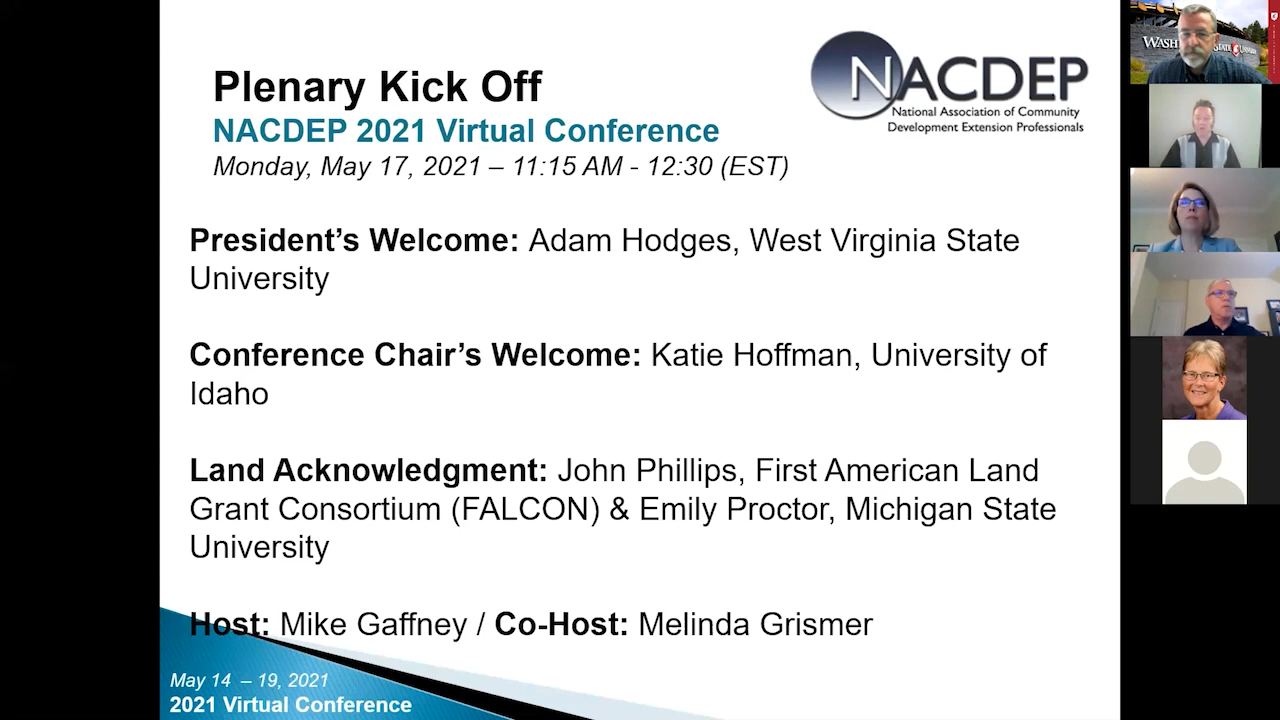 Plenary Kick Off
NACDEP 2021 Virtual Conference
Monday, May 17, 2021 – 11:15 AM - 12:30 (EST)
NACDEP
National Association of Community
Development Extension Professionals
President's Welcome: Adam Hodges, West Virginia State
University
Conference Chair's Welcome: Katie Hoffman, University of
Idaho
Land Acknowledgment: John Phillips, First American Land
Grant Consortium (FALCON) & Emily Proctor, Michigan State
University
Host: Mike Gaffney / Co-Host: Melinda Grismer
May 14 – 19, 2021
2021 Virtual Conference